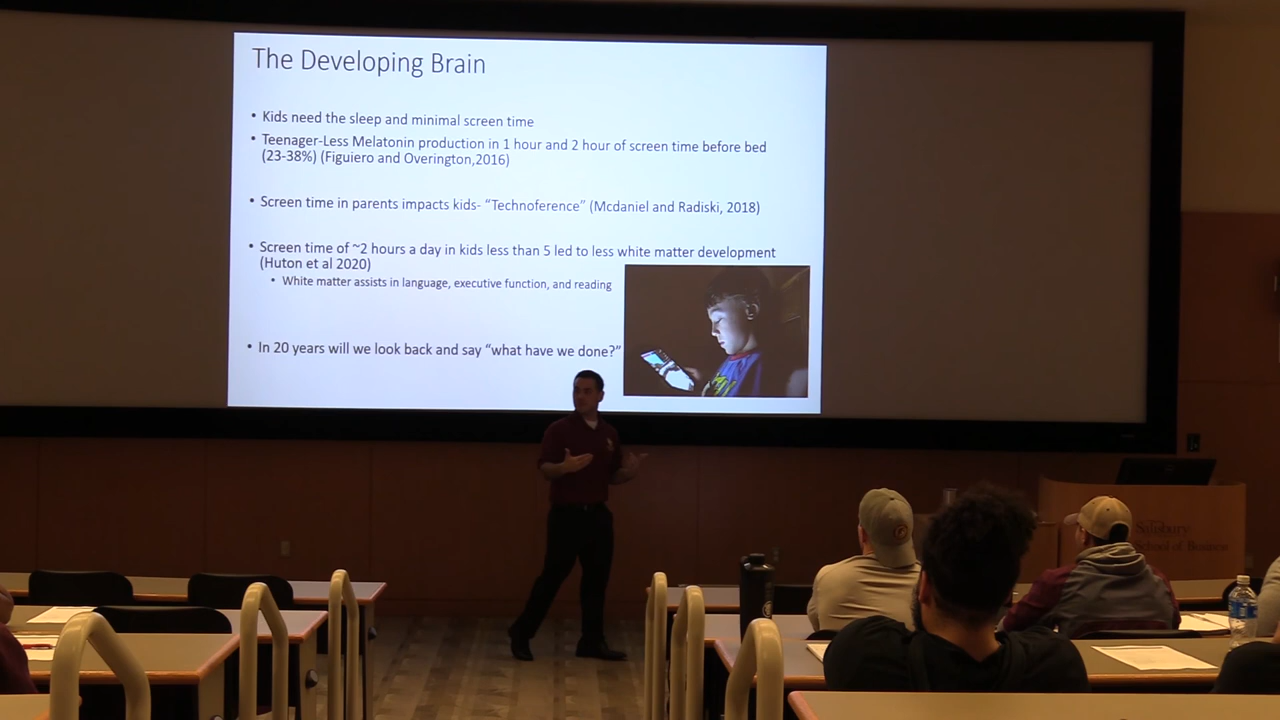 The Developing Brain
• Kids need the sleep and minimal screen time
• Teenager-Less Melatonin production in 1 hour and 2 hour of screen time before bed
(23-38%) (Figuiero and Overington,2016)
• Screen time in parents impacts kids- “Technoference” (Mcdaniel and Radiski, 2018)
• Screen time of ~2 hours a day in kids less than 5 led to less white matter development
(Huton et al 2020)
• White matter assists in language, executive function, and reading
• In 20 years will we look back and say “what have we done?”
Salisbury
School of Business